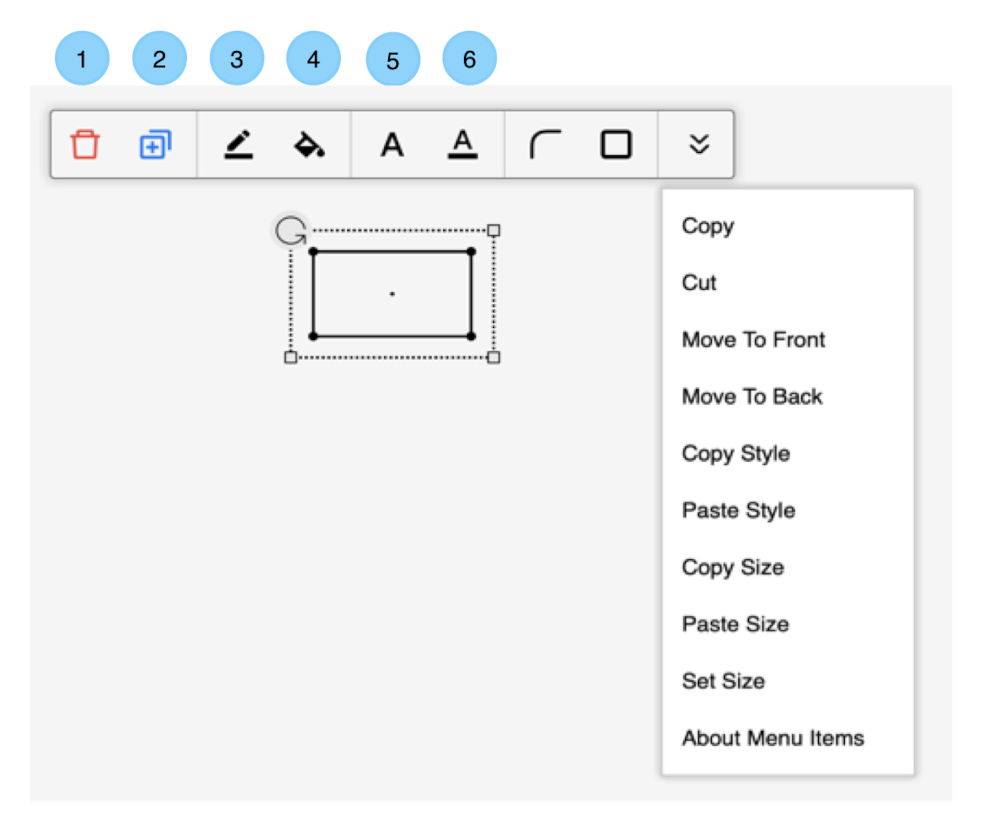 1 2 3 4 5 6
A A
Copy
Cut
Move To Front
Move To Back
Copy Style
Paste Style
Copy Size
Paste Size
Set Size
About Menu Items